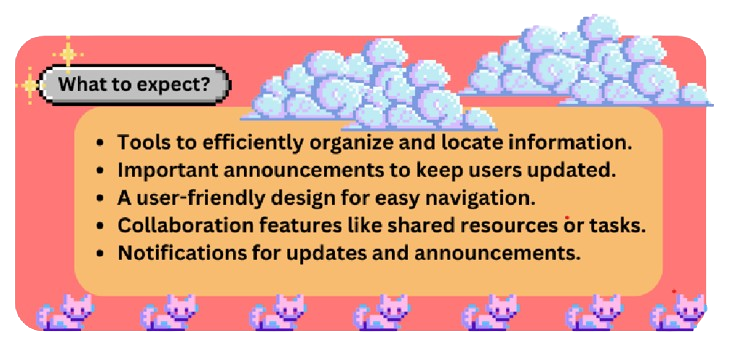 What to expect?
• Tools to efficiently organize and locate information.
• Important announcements to keep users updated.
• A user-friendly design for easy navigation.
• Collaboration features like shared resources or tasks.
• Notifications for updates and announcements.